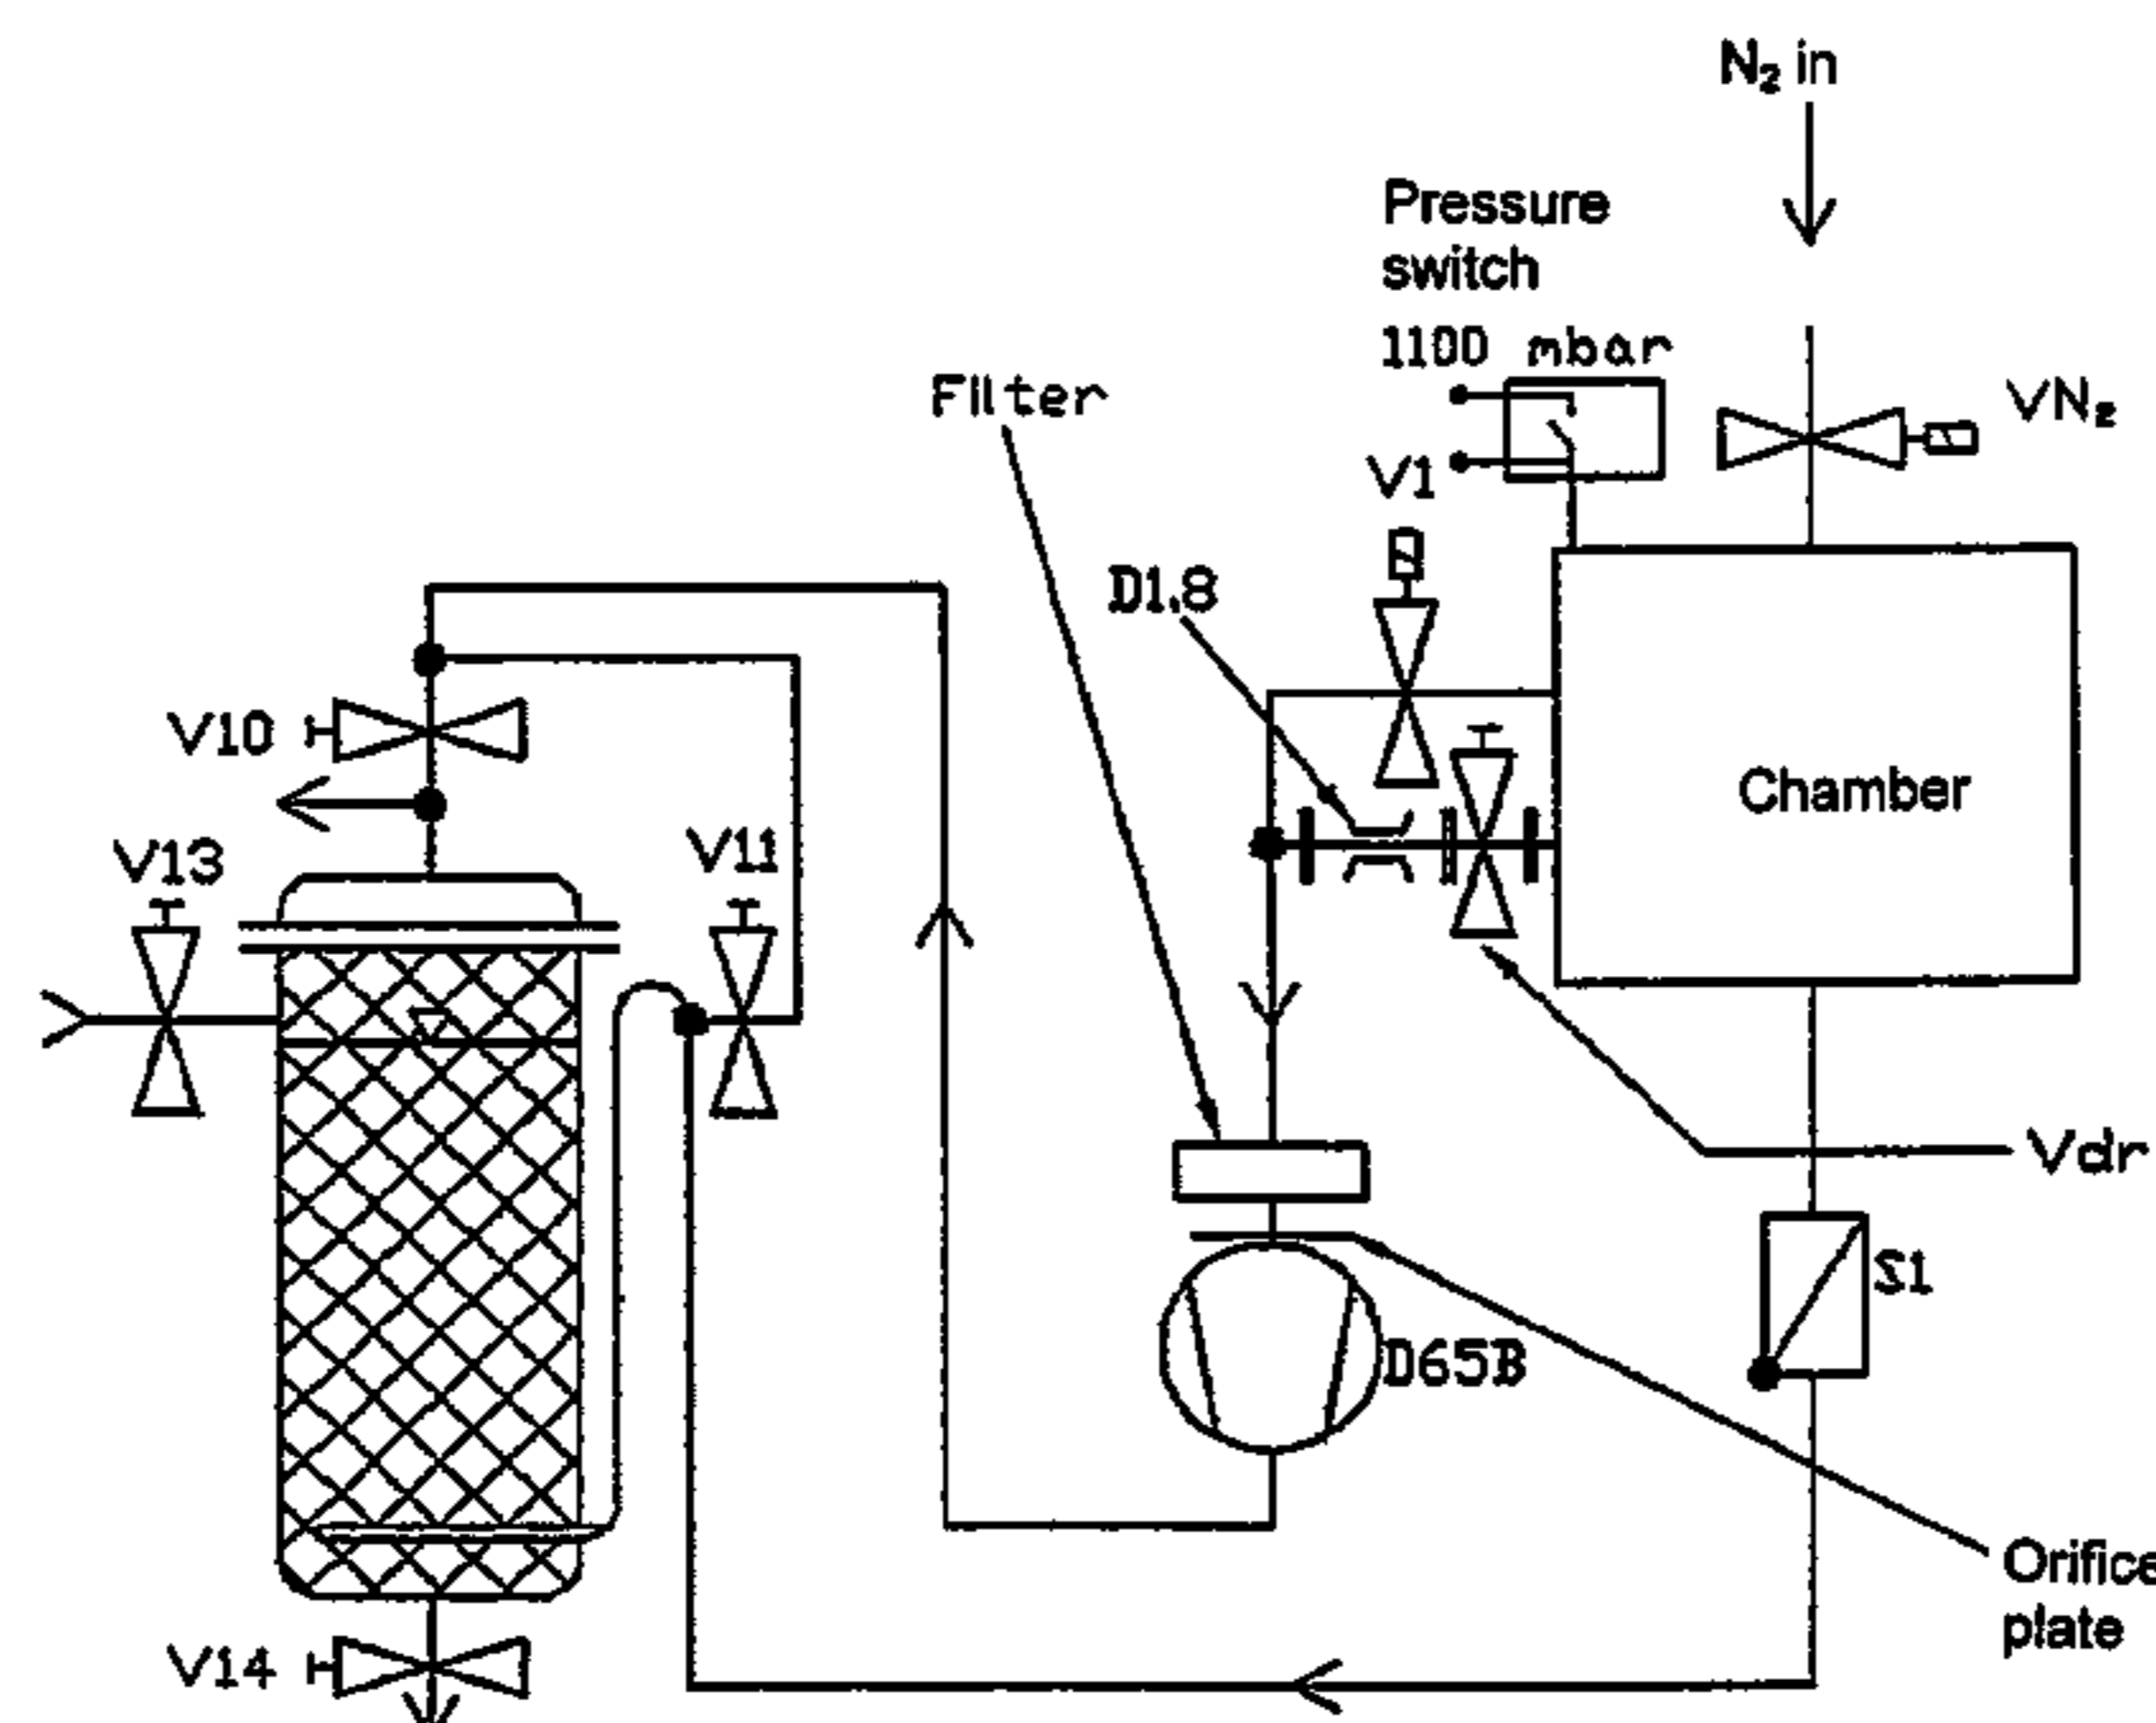 N₂ in
Pressure
switch
1100 mbar
Filter
VN₂
V1
D1.8
V10
Chamber
V13
V11
Vdr
S1
D65B
Orifice
plate
V14